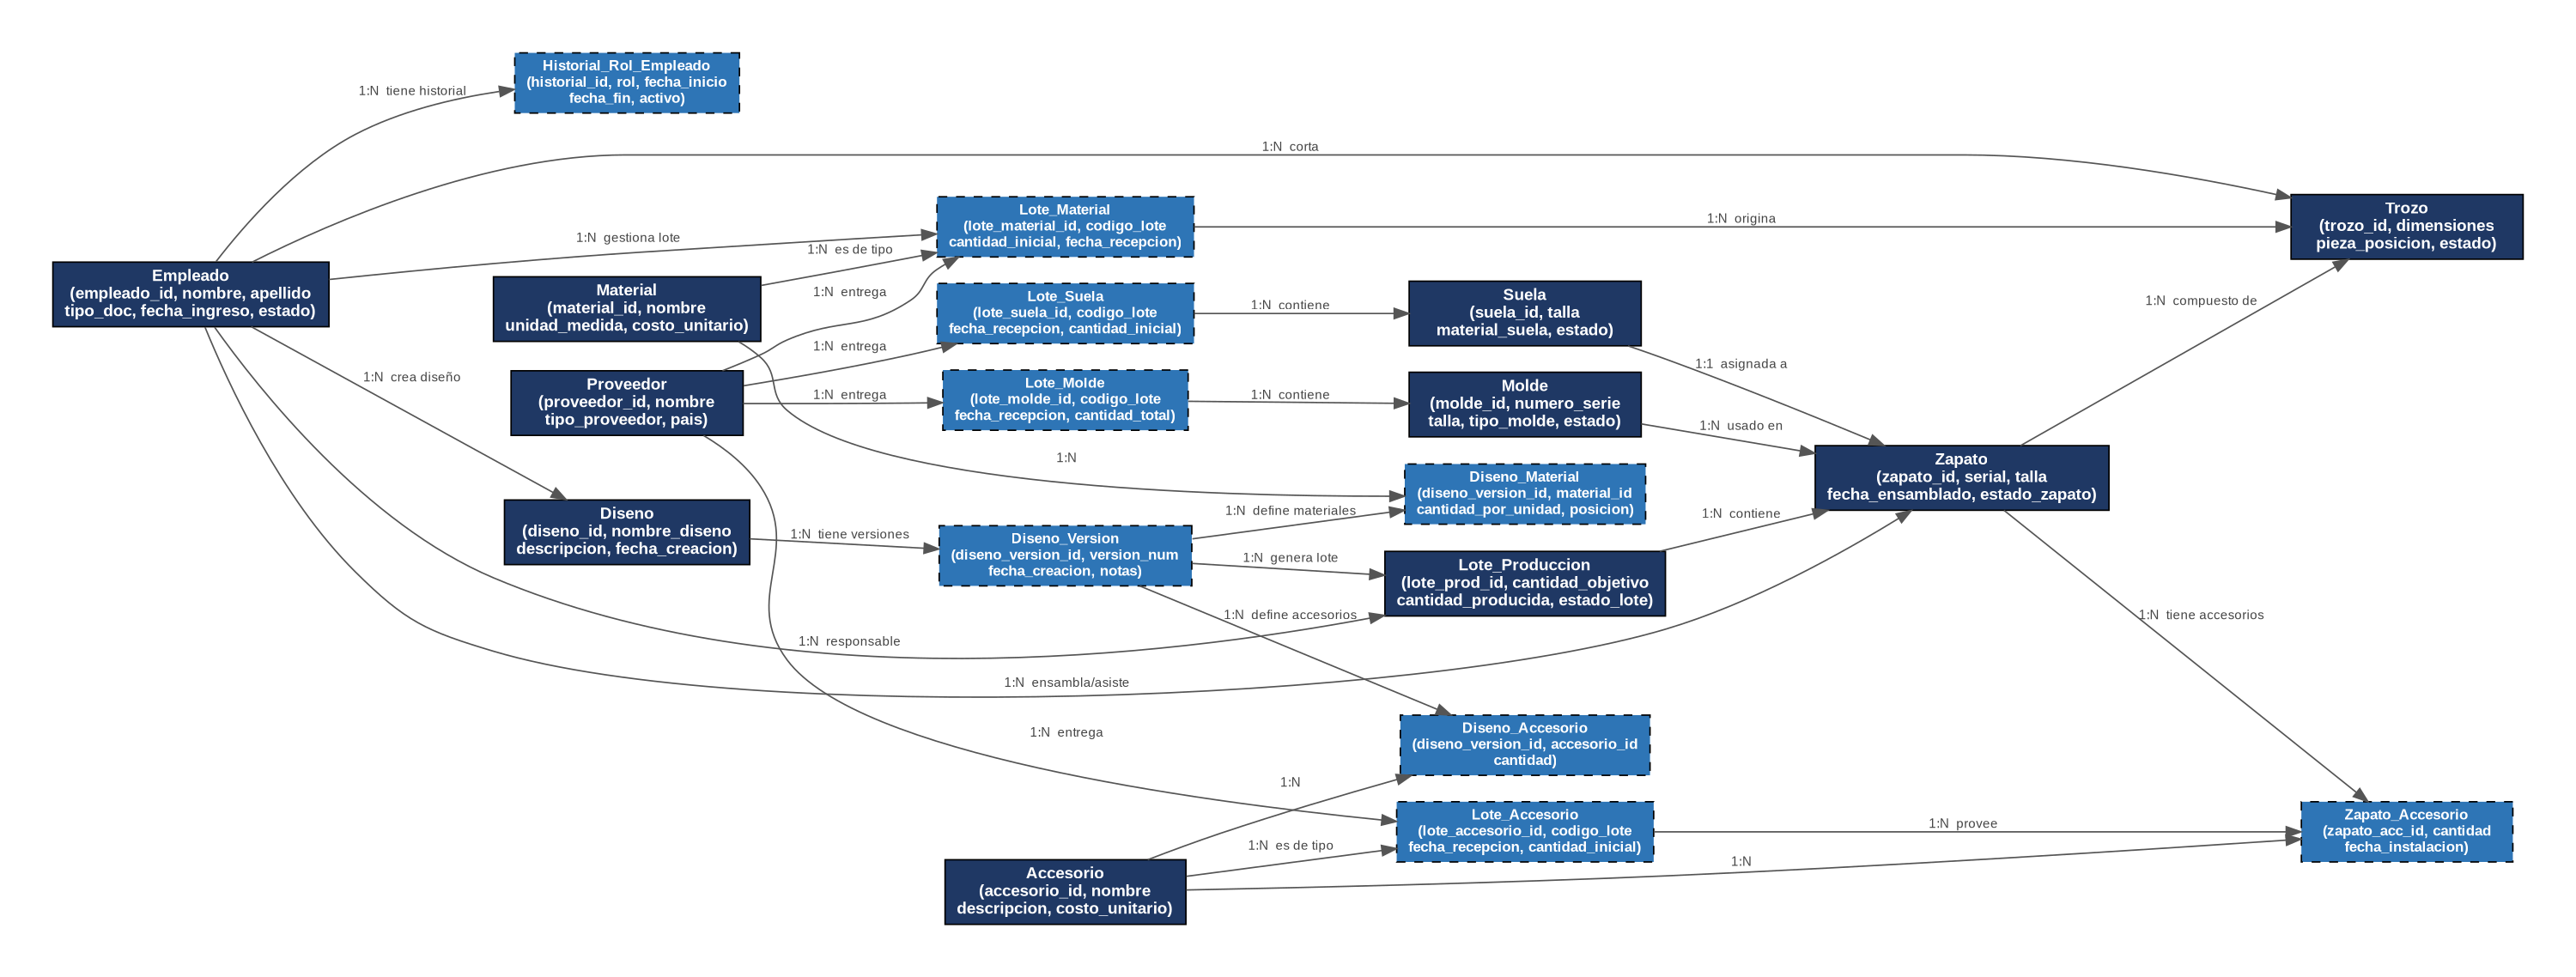 Historial_Rol_Empleado
(historial_id, rol, fecha_inicio
fecha_fin, activo)
1:N  tiene historial
1:N  corta
Lote_Material
(lote_material_id, codigo_lote
cantidad_inicial, fecha_recepcion)
Trozo
(trozo_id, dimensiones
pieza_posicion, estado)
1:N  origina
1:N  gestiona lote
1:N  es de tipo
Empleado
(empleado_id, nombre, apellido
tipo_doc, fecha_ingreso, estado)
Material
(material_id, nombre
unidad_medida, costo_unitario)
1:N  entrega
Lote_Suela
(lote_suela_id, codigo_lote
fecha_recepcion, cantidad_inicial)
1:N  contiene
Suela
(suela_id, talla
material_suela, estado)
1:N  compuesto de
1:N  entrega
1:1  asignada a
1:N  crea diseño
Proveedor
(proveedor_id, nombre
tipo_proveedor, pais)
1:N  entrega
Lote_Molde
(lote_molde_id, codigo_lote
fecha_recepcion, cantidad_total)
1:N  contiene
Molde
(molde_id, numero_serie
talla, tipo_molde, estado)
1:N  usado en
1:N
Zapato
(zapato_id, serial, talla
fecha_ensamblado, estado_zapato)
Diseno_Material
(diseno_version_id, material_id
cantidad_por_unidad, posicion)
Diseno
(diseno_id, nombre_diseno
descripcion, fecha_creacion)
1:N  tiene versiones
Diseno_Version
(diseno_version_id, version_num
fecha_creacion, notas)
1:N  define materiales
1:N  contiene
1:N  genera lote
Lote_Produccion
(lote_prod_id, cantidad_objetivo
cantidad_producida, estado_lote)
1:N  define accesorios
1:N  tiene accesorios
1:N  responsable
1:N  ensambla/asiste
1:N  entrega
Diseno_Accesorio
(diseno_version_id, accesorio_id
cantidad)
1:N
Lote_Accesorio
(lote_accesorio_id, codigo_lote
fecha_recepcion, cantidad_inicial)
1:N  provee
Zapato_Accesorio
(zapato_acc_id, cantidad
fecha_instalacion)
1:N  es de tipo
1:N
Accesorio
(accesorio_id, nombre
descripcion, costo_unitario)